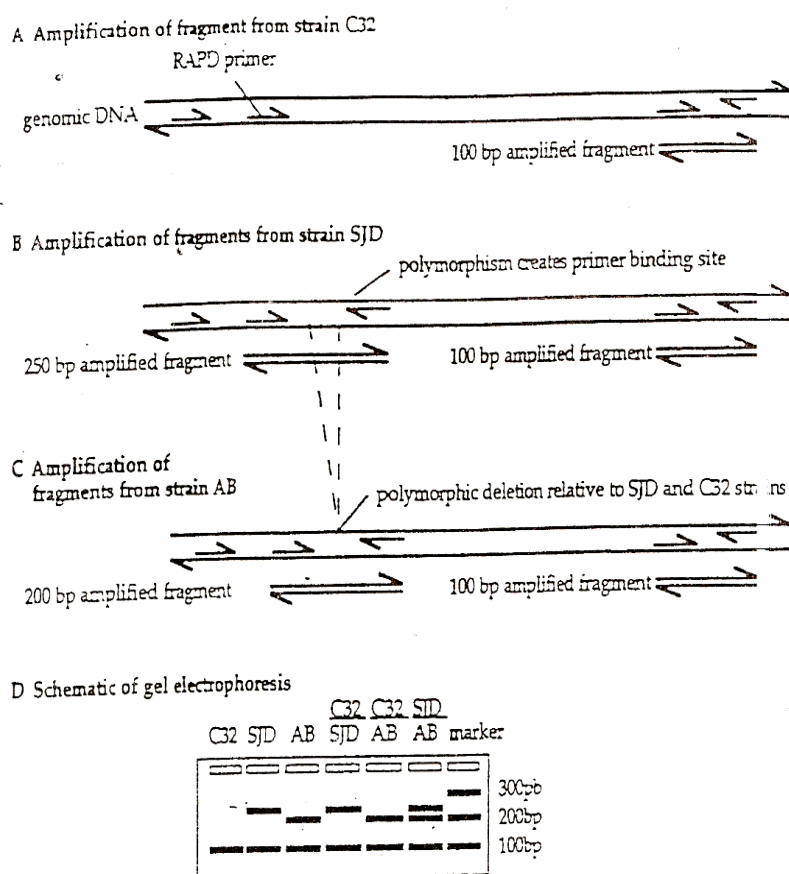 A Amplification of fragment from strain C32
RAPD primer
genomic DNA
100 bp amplified fragment
B Amplification of fragments from strain SJD
polymorphism creates primer binding site
250 bp amplified fragment
100 bp amplified fragment
C Amplification of
fragments from strain AB
polymorphic deletion relative to SJD and C32
200 bp amplified fragment
100 bp amplified fragment
D Schematic of gel electrophoresis
C32 C32 SJD
C32 SJD AB SJD AB AB marker
300pb
200bp
100bp